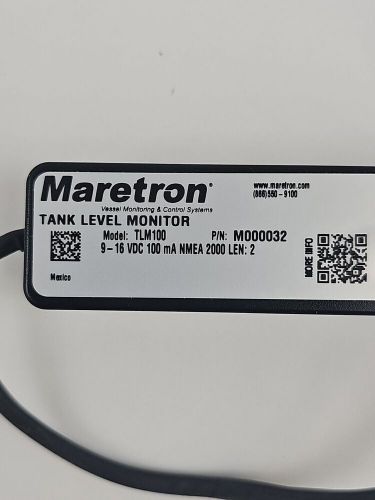 Maretron®
Vessel Monitoring & Control Systems
www.maretron.com
(866)550-9100
TANK LEVEL MONITOR
Model: TLM100 P/N: M000032
9-16 VDC 100 mA NMEA 2000 LEN: 2
Mexico
MORE INFO